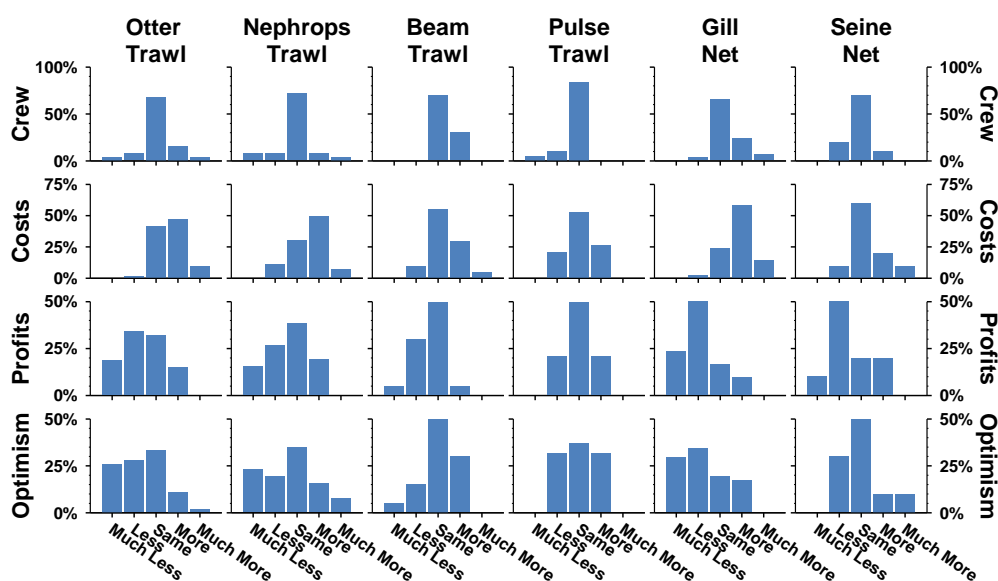 Otter Trawl
Nephrops Trawl
Beam Trawl
Pulse Trawl
Gill Net
Seine Net
Crew
100%
50%
0%
100%
50%
0%
Crew
Costs
75%
50%
25%
0%
75%
50%
25%
0%
Costs
Profits
50%
25%
0%
50%
25%
0%
Profits
Optimism
50%
25%
0%
50%
25%
0%
Optimism
Much Less
Less
Same
More
Much More
Much Less
Less
Same
More
Much More
Much Less
Less
Same
More
Much More
Much Less
Less
Same
More
Much More
Much Less
Less
Same
More
Much More
Much Less
Less
Same
More
Much More